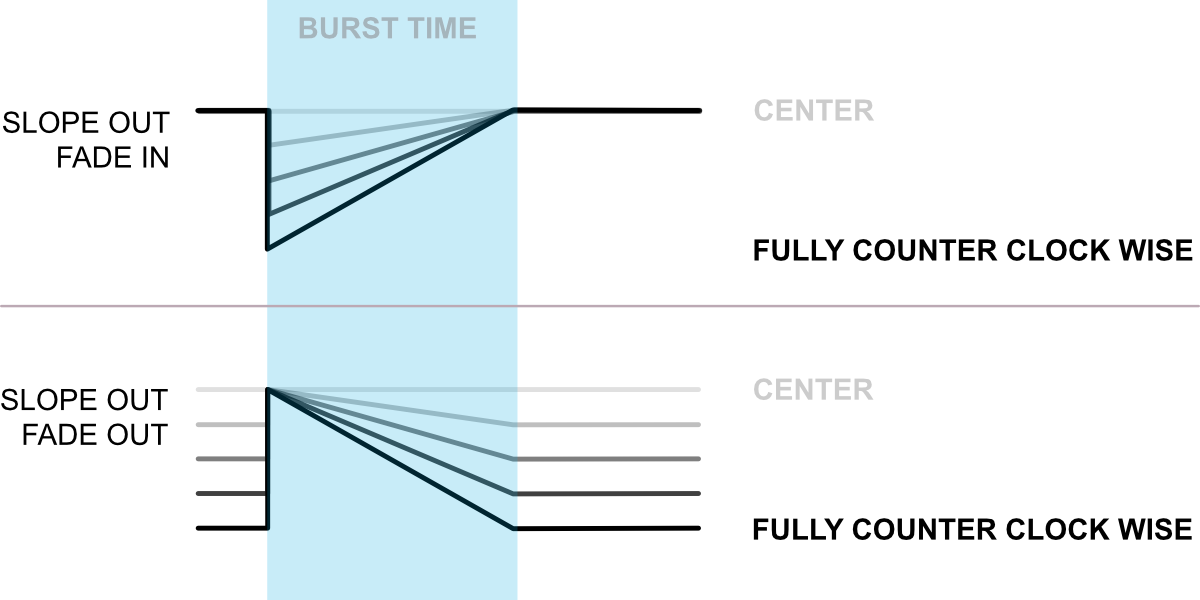 BURST TIME
SLOPE OUT
FADE IN
CENTER
FULLY COUNTER CLOCK WISE
SLOPE OUT
FADE OUT
CENTER
FULLY COUNTER CLOCK WISE